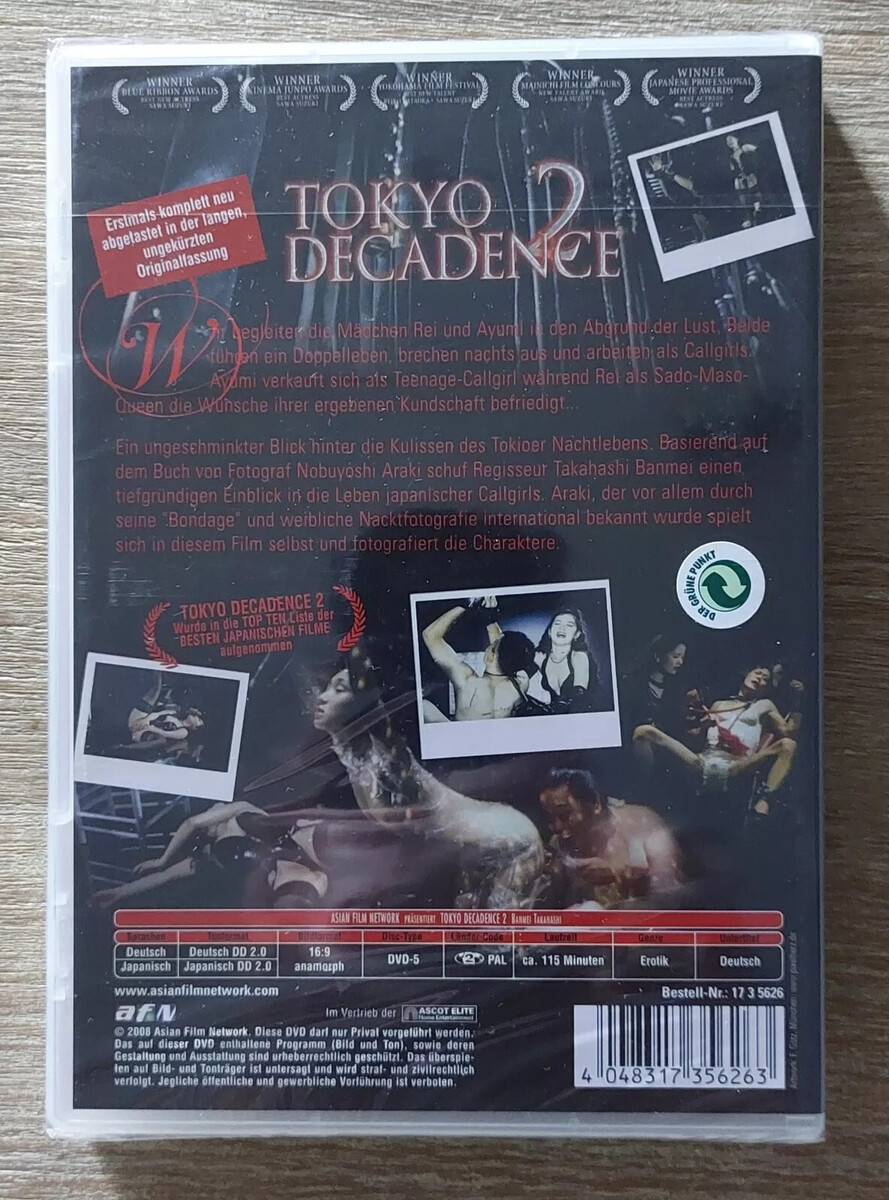 WINNER
BLUE RIBBON AWARDS
BEST NEW ACTRESS
SAWA SUZUKI
WINNER
KINEMA JUNPO AWARDS
BEST ACTRESS
SAWA SUZUKI
WINNER
YOKOHAMA FILM FESTIVAL
BEST NEW TALENT
SAWA SUZUKI
WINNER
MAINICHI FILM CONCOURS
NEW TALENT AWARD
SAWA SUZUKI
WINNER
JAPANESE PROFESSIONAL
MOVIE AWARDS
BEST ACTRESS
SAWA SUZUKI
Erstmals komplett neu
abgetastet in der langen,
ungekürzten
Originalfassung
TOKYO 2
DECADENCE
Wir begleiten die Mädchen Rei und Ayumi in den Abgrund der Lust. Beide
führen ein Doppelleben, brechen nachts aus und arbeiten als Callgirls.
Ayumi verkauft sich als Teenage-Callgirl während Rei als Sado-Maso-
Queen die Wünsche ihrer ergebenen Kundschaft befriedigt...
Ein ungeschminkter Blick hinter die Kulissen des Tokioer Nachtlebens. Basierend auf
dem Buch von Fotograf Nobuyoshi Araki schuf Regisseur Takahashi Banmei einen
tiefgründigen Einblick in die Leben japanischer Callgirls. Araki, der vor allem durch
seine "Bondage" und weibliche Nacktfotografie international bekannt wurde spielt
sich in diesem Film selbst und fotografiert die Charaktere.
DER GRÜNE PUNKT
TOKYO DECADENCE 2
Wurde in die TOP TEN Liste der
BESTEN JAPANISCHEN FILME
aufgenommen
ASIAN FILM NETWORK PRÄSENTIERT TOKYO DECADENCE 2 BANMEI TAKAHASHI
Sprachen Tonformat Bildformat Disc-Type Länder-Code Laufzeit Genre Untertitel
Deutsch Deutsch DD 2.0 16:9 DVD-5 2 PAL ca. 115 Minuten Erotik Deutsch
Japanisch Japanisch DD 2.0 anamorph
www.asianfilmnetwork.com
Bestell-Nr.: 17 3 5626
afN
Im Vertrieb der ASCOT ELITE
Home Entertainment
© 2008 Asian Film Network. Diese DVD darf nur Privat vorgeführt werden.
Das auf dieser DVD enthaltene Programm (Bild und Ton), sowie deren
Gestaltung und Ausstattung sind urheberrechtlich geschützt. Das überspie-
len auf Bild- und Tonträger ist untersagt und wird straf- und zivilrechtlich
verfolgt. Jegliche öffentliche und gewerbliche Vorführung ist verboten.
4 048317 356263